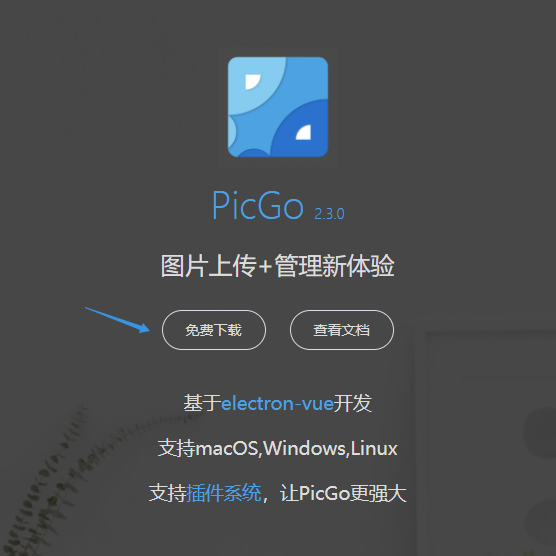 PicGo 2.3.0
图片上传+管理新体验
免费下载 查看文档
基于electron-vue开发
支持macOS,Windows,Linux
支持插件系统，让PicGo更强大